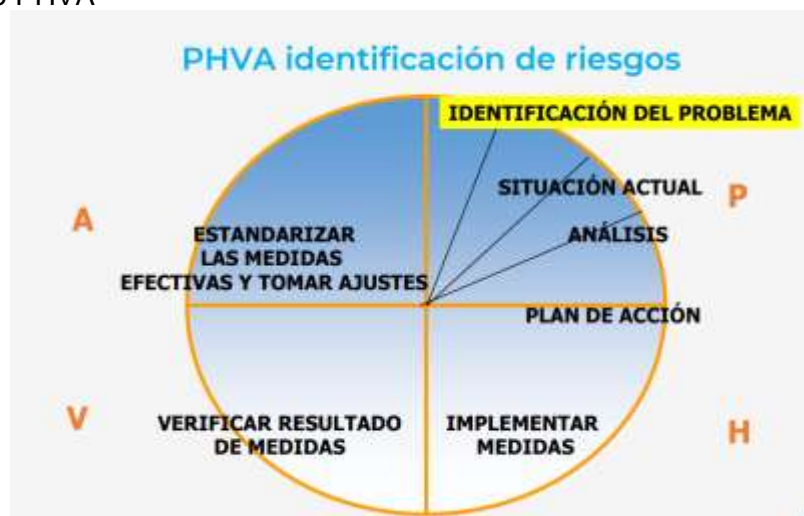 PHVA
PHVA identificación de riesgos
IDENTIFICACIÓN DEL PROBLEMA
SITUACIÓN ACTUAL
P
A
ANÁLISIS
ESTANDARIZAR
LAS MEDIDAS
EFECTIVAS Y TOMAR AJUSTES
PLAN DE ACCIÓN
V
VERIFICAR RESULTADO
DE MEDIDAS
IMPLEMENTAR
MEDIDAS
H